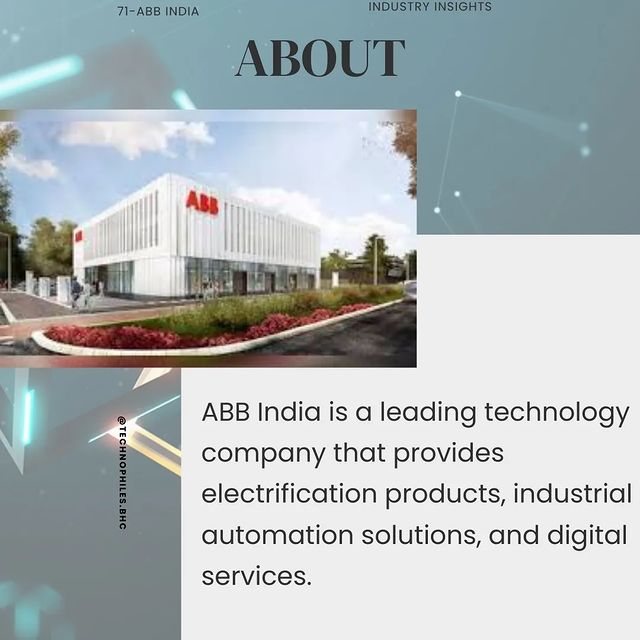 71-ABB INDIA
INDUSTRY INSIGHTS
ABOUT
ABB
ABB India is a leading technology
company that provides
electrification products, industrial
automation solutions, and digital
services.
@TECHNOPHILES.BHC